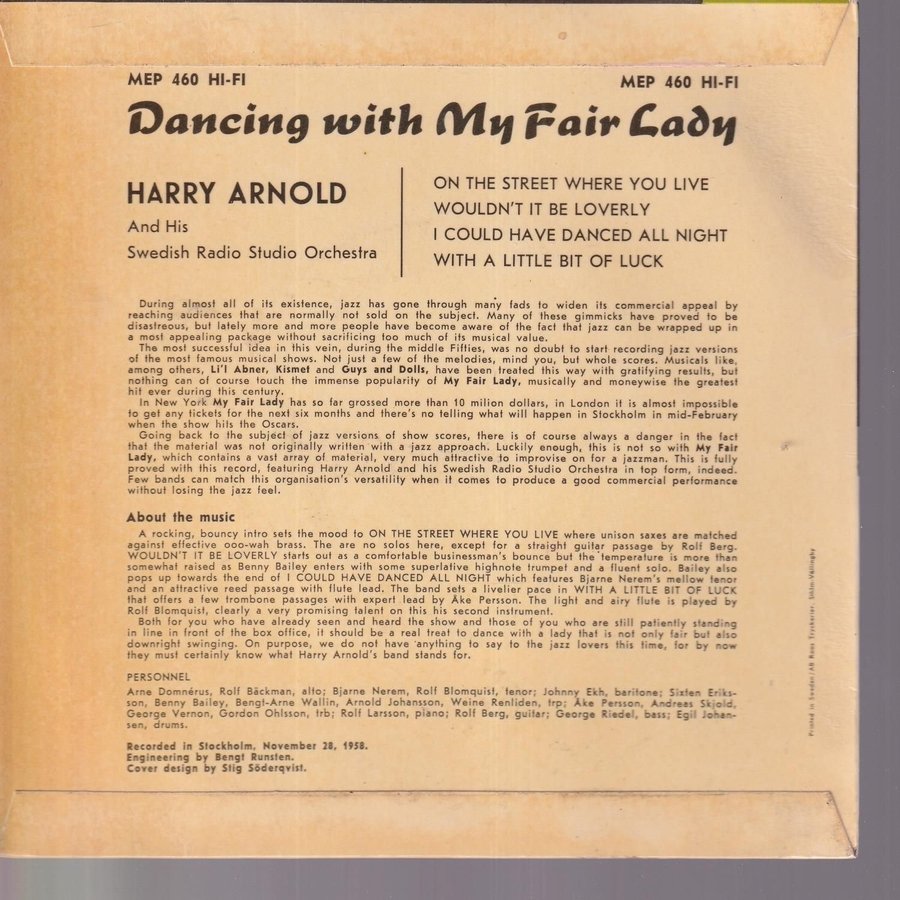 MEP 460 HI-FI
MEP 460 HI-FI
Dancing with My Fair Lady
HARRY ARNOLD
And His
Swedish Radio Studio Orchestra
ON THE STREET WHERE YOU LIVE
WOULDN'T IT BE LOVERLY
I COULD HAVE DANCED ALL NIGHT
WITH A LITTLE BIT OF LUCK
During almost all of its existence, jazz has gone through many fads to widen its commercial appeal by
reaching audiences that are normally not sold on the subject. Many of these gimmicks have proved to be
disastreous, but lately more and more people have become aware of the fact that jazz can be wrapped up in
a most appealing package without sacrificing too much of its musical value.
The most successful idea in this vein, during the middle Fifties, was no doubt to start recording jazz versions
of the most famous musical shows. Not just a few of the melodies, mind you, but whole scores. Musicals like,
among others, Li'l Abner, Kismet and Guys and Dolls, have been treated this way with gratifying results, but
nothing can of course touch the immense popularity of My Fair Lady, musically and moneywise the greatest
hit ever during this century.
In New York My Fair Lady has so far grossed more than 10 milion dollars, in London it is almost impossible
to get any tickets for the next six months and there's no telling what will happen in Stockholm in mid-February
when the show hits the Oscars.
Going back to the subject of jazz versions of show scores, there is of course always a danger in the fact
that the material was not originally written with a jazz approach. Luckily enough, this is not so with My Fair
Lady, which contains a vast array of material, very much attractive to improvise on for a jazzman. This is fully
proved with this record, featuring Harry Arnold and his Swedish Radio Studio Orchestra in top form, indeed.
Few bands can match this organisation's versatility when it comes to produce a good commercial performance
without losing the jazz feel.
About the music
A rocking, bouncy intro sets the mood to ON THE STREET WHERE YOU LIVE where unison saxes are matched
against effective ooo-wah brass. The are no solos here, except for a straight guitar passage by Rolf Berg.
WOULDN'T IT BE LOVERLY starts out as a comfortable businessman's bounce but the temperature is more than
somewhat raised as Benny Bailey enters with some superlative highnote trumpet and a fluent solo. Bailey also
pops up towards the end of I COULD HAVE DANCED ALL NIGHT which features Bjarne Nerem's mellow tenor
and an attractive reed passage with flute lead. The band sets a livelier pace in WITH A LITTLE BIT OF LUCK
that offers a few trombone passages with expert lead by Åke Persson. The light and airy flute is played by
Rolf Blomquist, clearly a very promising talent on this his second instrument.
Both for you who have already seen and heard the show and those of you who are still patiently standing
in line in front of the box office, it should be a real treat to dance with a lady that is not only fair but also
downright swinging. On purpose, we do not have anything to say to the jazz lovers this time, for by now
they must certainly know what Harry Arnold's band stands for.
PERSONNEL
Arne Domnérus, Rolf Bäckman, alto; Bjarne Nerem, Rolf Blomquist, tenor; Johnny Ekh, baritone; Sixten Eriks-
son, Benny Bailey, Bengt-Arne Wallin, Arnold Johansson, Weine Renliden, trp; Åke Persson, Andreas Skjold,
George Vernon, Gordon Ohlsson, trb; Rolf Larsson, piano; Rolf Berg, guitar; George Riedel, bass; Egil Johan-
sen, drums.
Recorded in Stockholm, November 28, 1958.
Engineering by Bengt Runsten.
Cover design by Stig Söderqvist.
Printed in Sweden/AB Roos Tryckerier, Sthlm-Vällingby